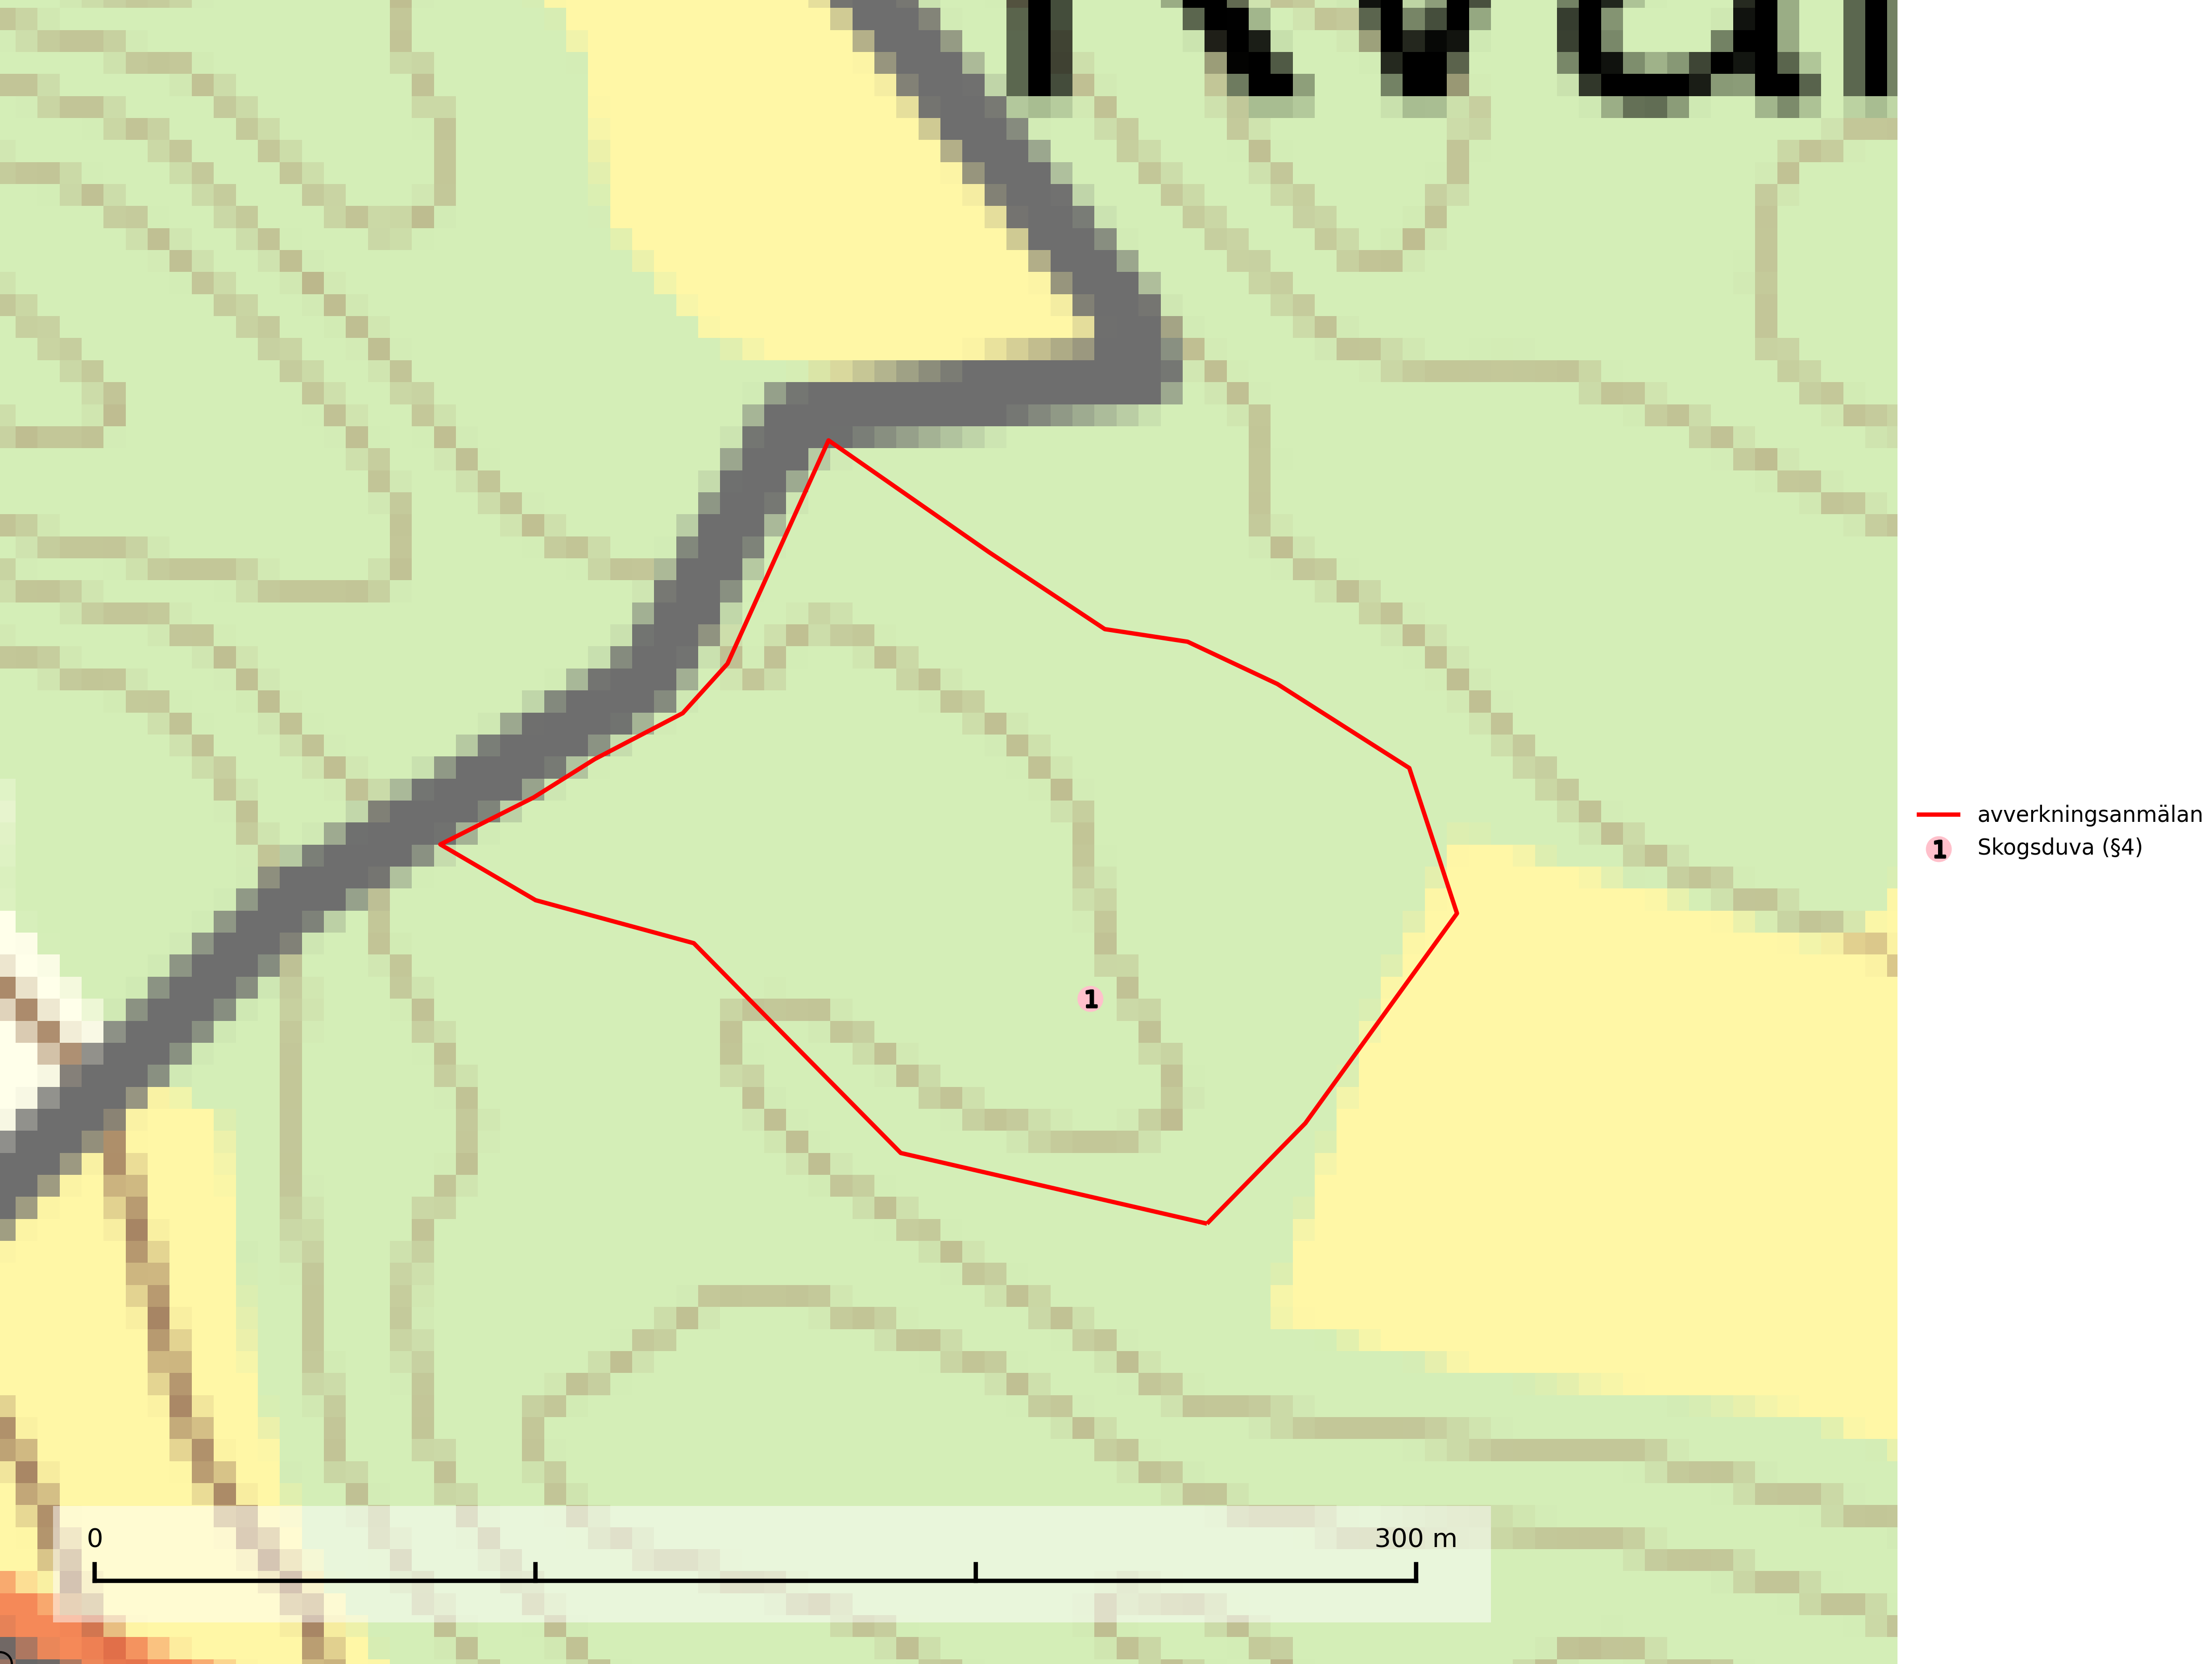 avverkningsanmälan
1 Skogsduva (§4)
1
0 300 m